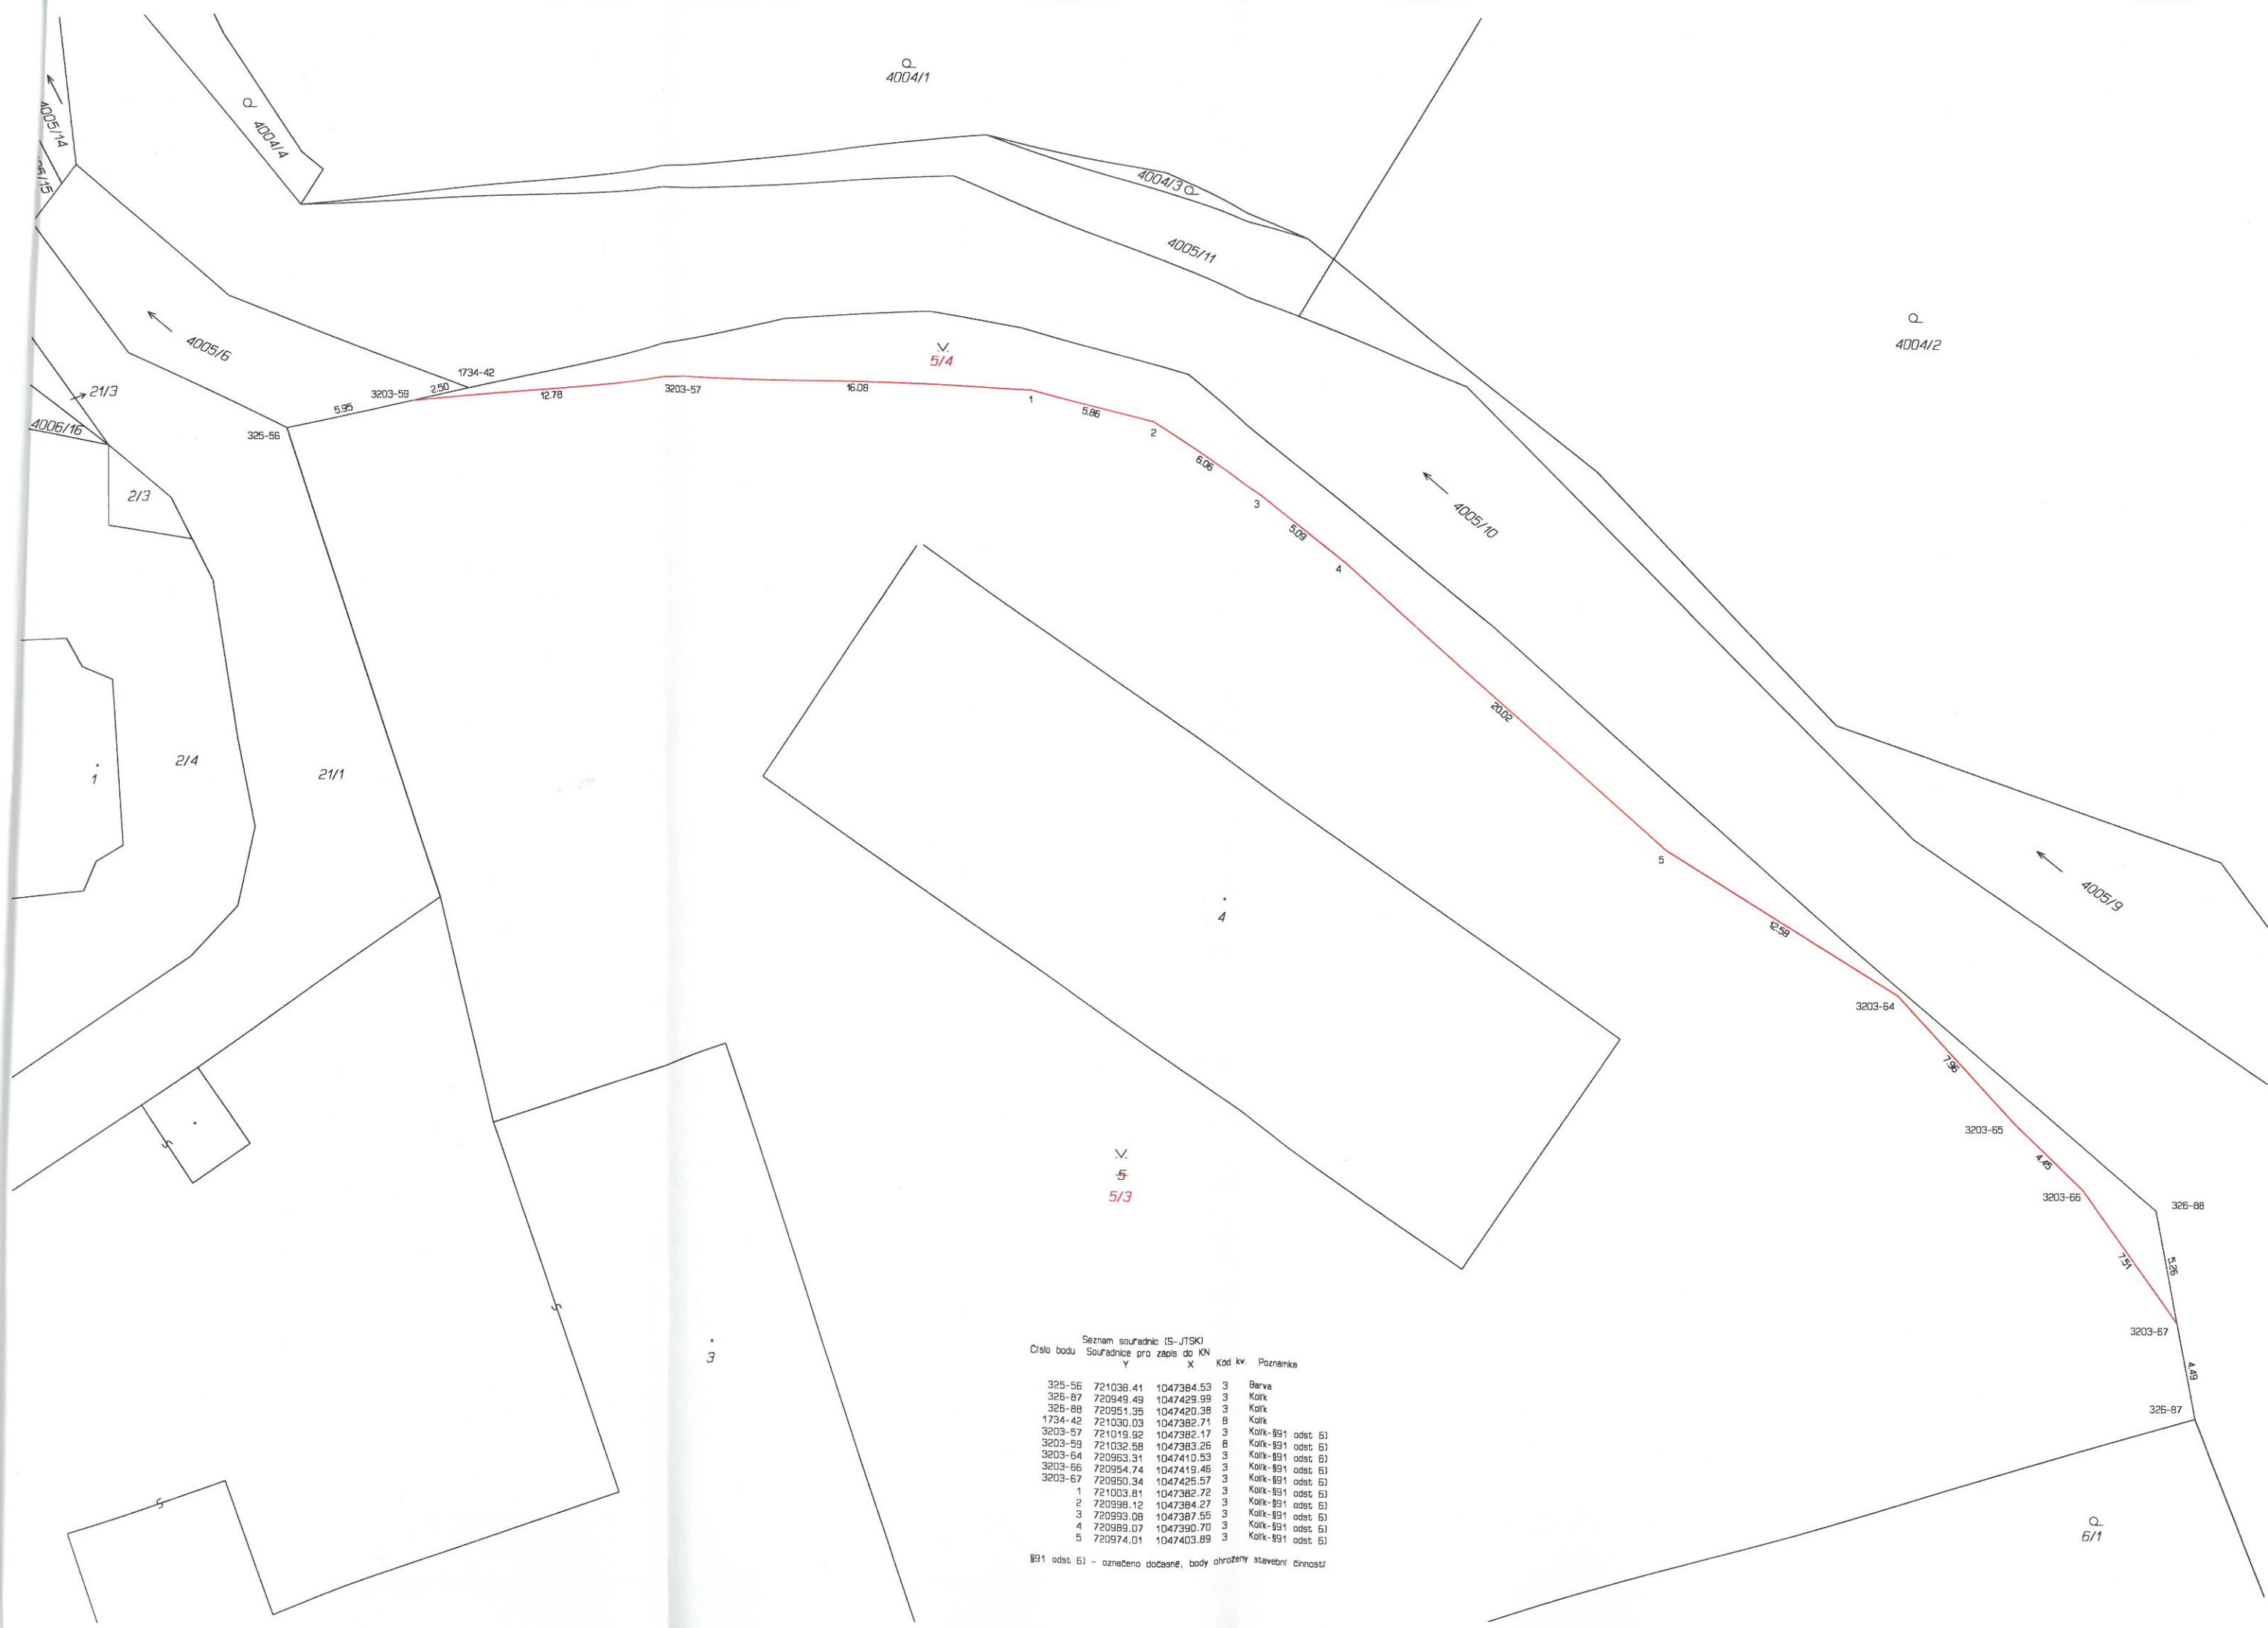 4004/1
4005/14
4004/4
4004/3
4005/11
4005/6
V.
5/4
4004/2
1734-42
3203-59
2.50
12.78
3203-57
16.08
1
5.86
21/3
5.95
4006/16
325-56
2
6.06
2/3
3
5.09
4005/10
4
20.02
2/4
21/1
1
5
4005/9
4
12.58
3203-64
7.96
3203-65
4.45
V.
5
5/3
3203-66
326-88
7.51
5.26
3203-67
3
4.49
326-87
6/1
Seznam souřadnic (S-JTSK)
Číslo bodu Souřadnice pro zápis do KN
Y X Kód kv. Poznámka
325-56 721038.41 1047384.53 3 Barva
326-87 720949.49 1047429.99 3 Kolík
326-88 720951.35 1047420.38 3 Kolík
1734-42 721030.03 1047382.71 8 Kolík
3203-57 721019.92 1047382.17 3 Kolík-§91 odst 6)
3203-59 721032.58 1047383.26 8 Kolík-§91 odst 6)
3203-64 720963.31 1047410.53 3 Kolík-§91 odst 6)
3203-66 720954.74 1047419.46 3 Kolík-§91 odst 6)
3203-67 720950.34 1047425.57 3 Kolík-§91 odst 6)
1 721003.81 1047382.72 3 Kolík-§91 odst 6)
2 720998.12 1047384.27 3 Kolík-§91 odst 6)
3 720993.08 1047387.55 3 Kolík-§91 odst 6)
4 720989.07 1047390.70 3 Kolík-§91 odst 6)
5 720974.01 1047403.89 3 Kolík-§91 odst 6)
§91 odst 6) - označeno dočasně, body ohroženy stavební činností